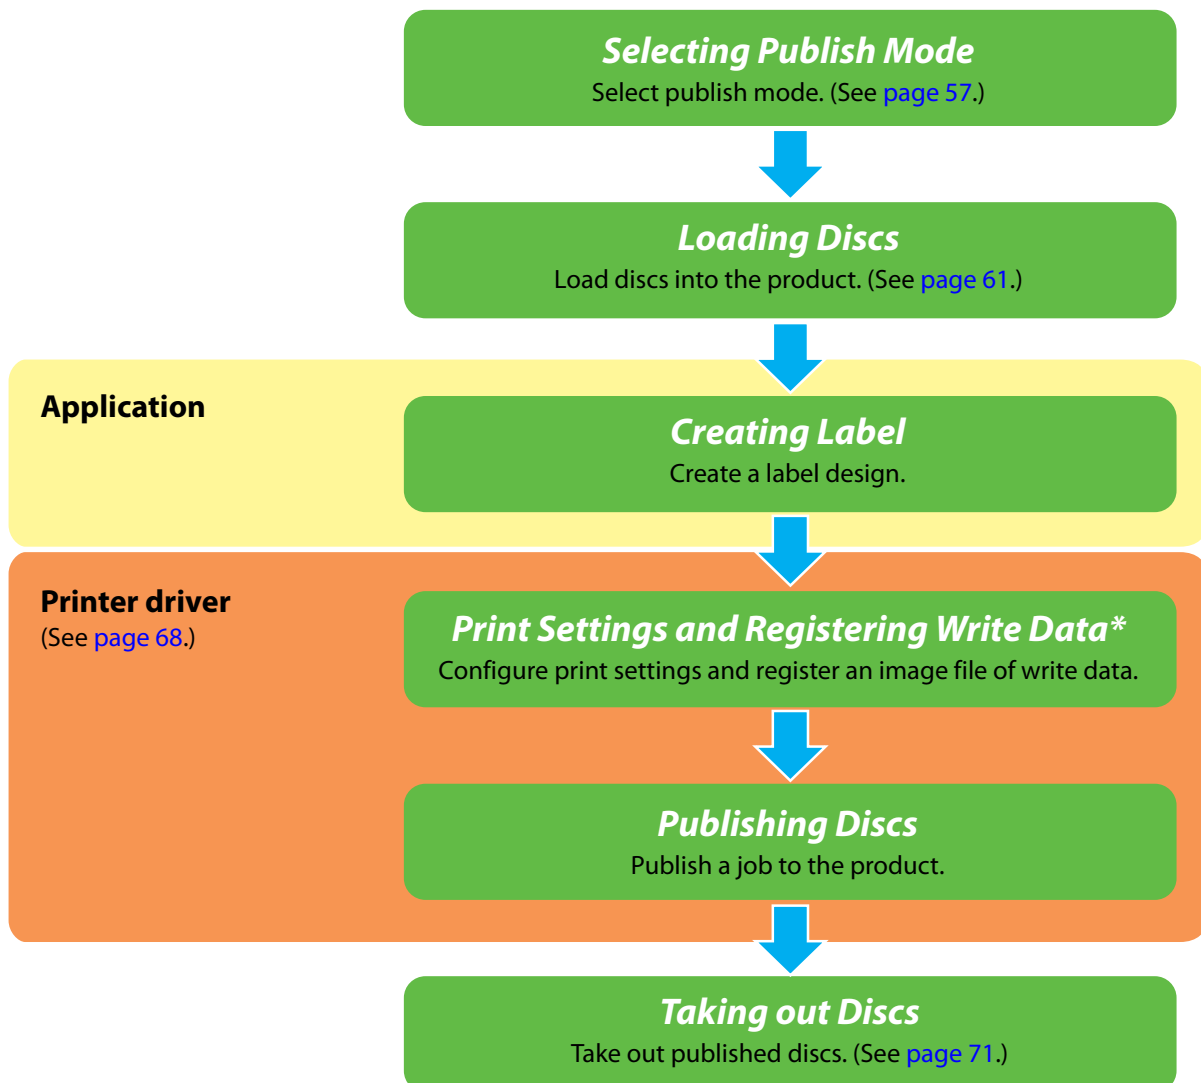 Selecting Publish Mode
Select publish mode. (See page 57.)
Loading Discs
Load discs into the product. (See page 61.)
Application
Creating Label
Create a label design.
Printer driver
(See page 68.)
Print Settings and Registering Write Data*
Configure print settings and register an image file of write data.
Publishing Discs
Publish a job to the product.
Taking out Discs
Take out published discs. (See page 71.)